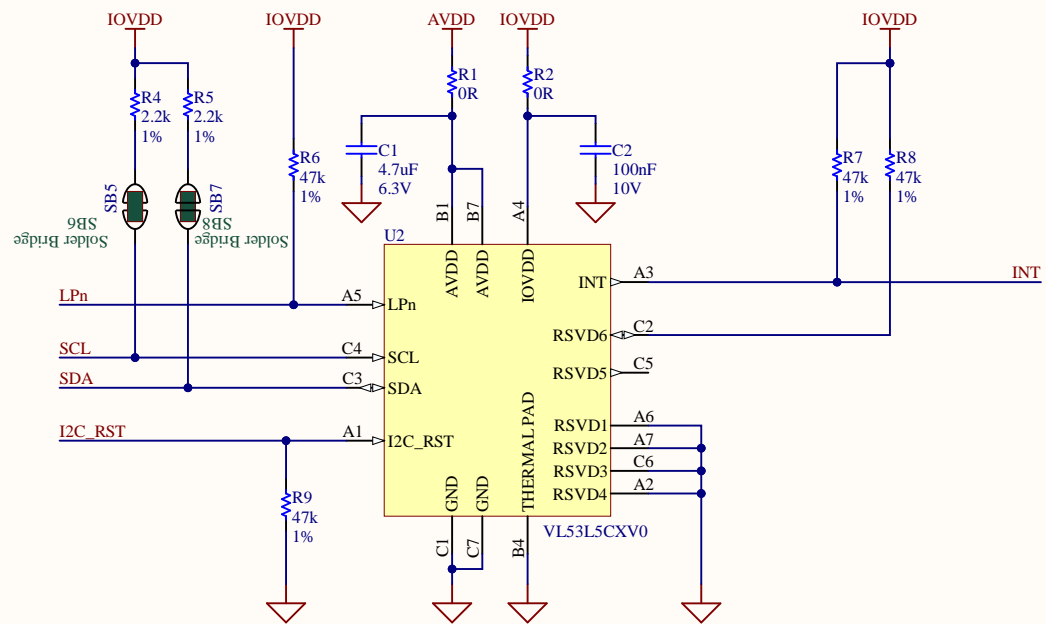 IOVDD
IOVDD
AVDD
IOVDD
IOVDD
R4
2.2k
1%
R5
2.2k
1%
R1
0R
R2
0R
C1
4.7uF
6.3V
C2
100nF
10V
R6
47k
1%
R7
47k
1%
R8
47k
1%
SB5
SB6
Solder Bridge
SB7
SB8
Solder Bridge
B1
B7
A4
U2
AVDD
AVDD
IOVDD
LPn
A5
LPn
INT
A3
INT
RSVD6
C2
SCL
C4
SCL
RSVD5
C5
SDA
C3
SDA
I2C_RST
A1
I2C_RST
RSVD1
A6
RSVD2
A7
RSVD3
C6
RSVD4
A2
GND
GND
THERMAL PAD
R9
47k
1%
C1
C7
B4
VL53L5CXV0